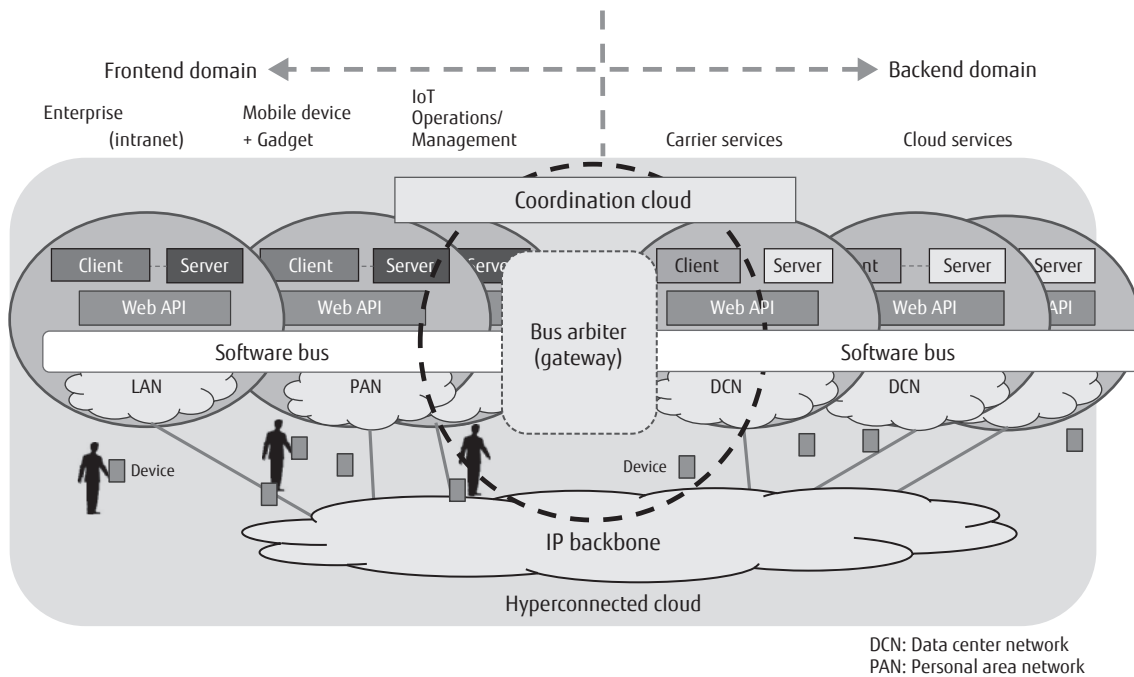 Frontend domain
Backend domain
Enterprise
(intranet)
Mobile device
+ Gadget
IoT
Operations/
Management
Carrier services
Cloud services
Coordination cloud
Client
Server
Client
Server
Client
Server
Server
Server
Web API
Web API
Web API
Web API
API
Software bus
Bus arbiter
(gateway)
Software bus
LAN
PAN
DCN
DCN
Device
Device
IP backbone
Hyperconnected cloud
DCN: Data center network
PAN: Personal area network